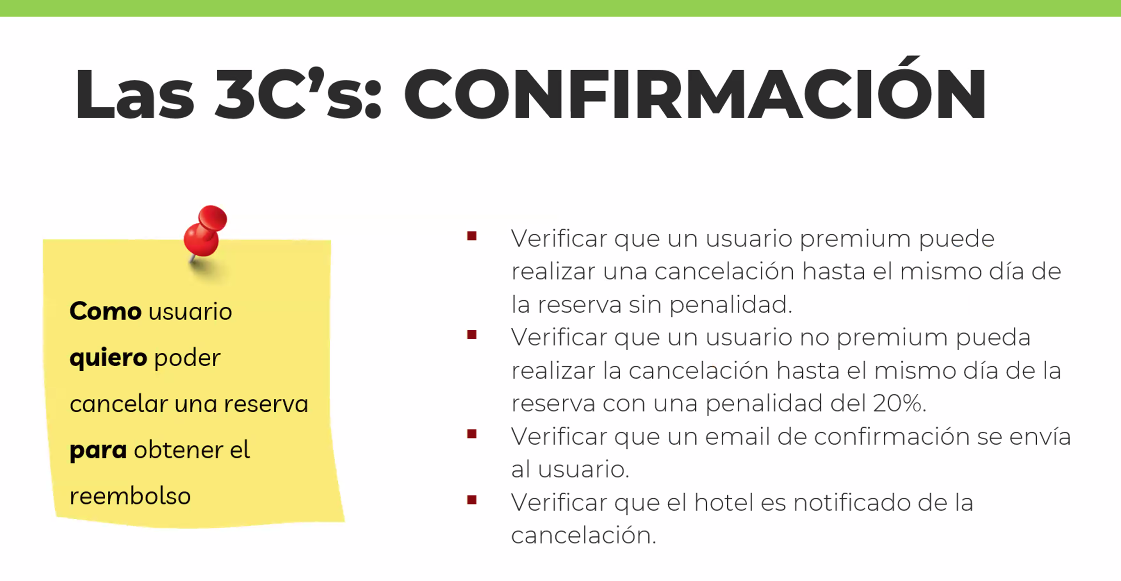 Las 3C’s: CONFIRMACIÓN
Como usuario
quiero poder
cancelar una reserva
para obtener el
reembolso
Verificar que un usuario premium puede
realizar una cancelación hasta el mismo día de
la reserva sin penalidad.
Verificar que un usuario no premium pueda
realizar la cancelación hasta el mismo día de la
reserva con una penalidad del 20%.
Verificar que un email de confirmación se envía
al usuario.
Verificar que el hotel es notificado de la
cancelación.